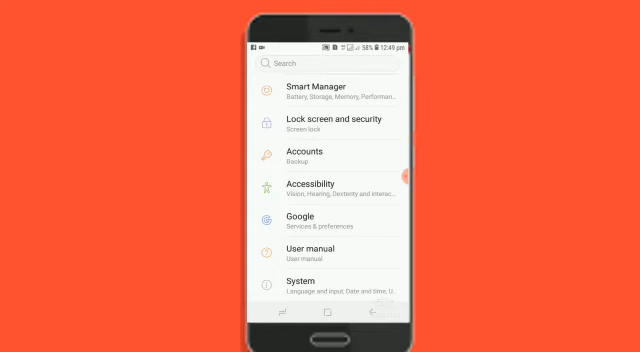 58% 12:49 pm
Search
Smart Manager
Battery, Storage, Memory, Performan..
Lock screen and security
Screen lock
Accounts
Backup
Accessibility
Vision, Hearing, Dexterity and interac...
Google
Services & preferences
User manual
User manual
System
Language and input, Date and time, U..